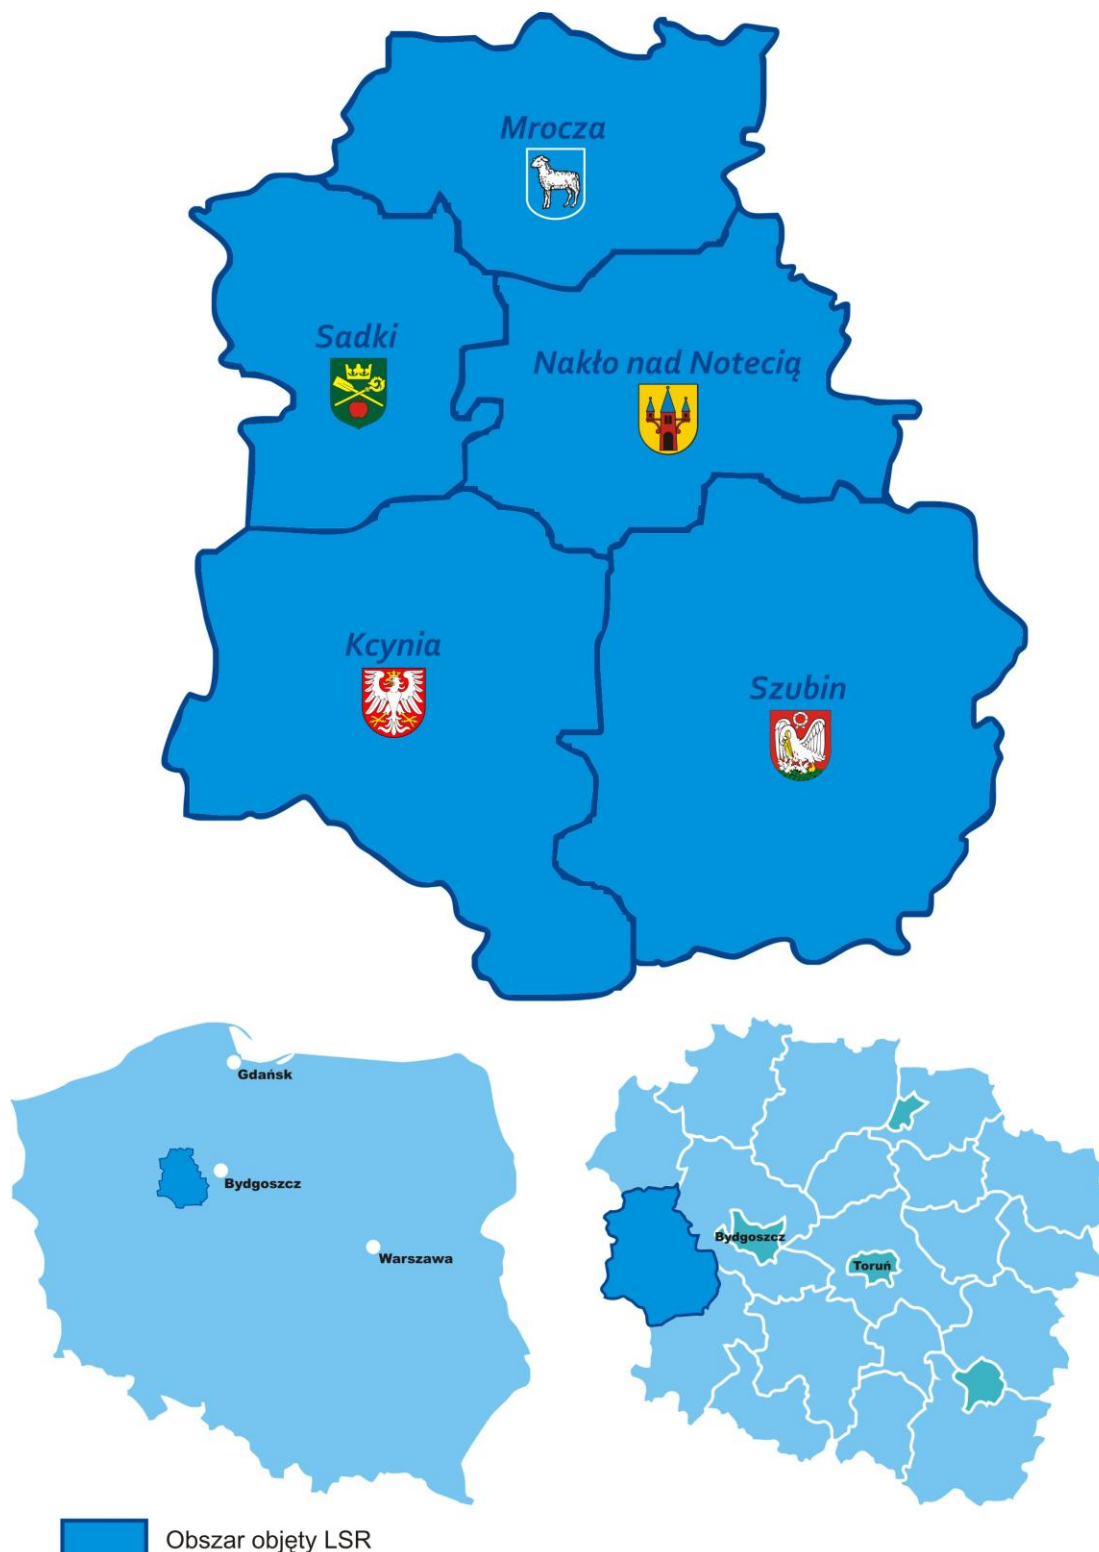 Mrocza
Sadki
Nakło nad Notecią
Kcynia
Szubin
Gdańsk
Bydgoszcz
Warszawa
Bydgoszcz
Toruń
Obszar objęty LSR